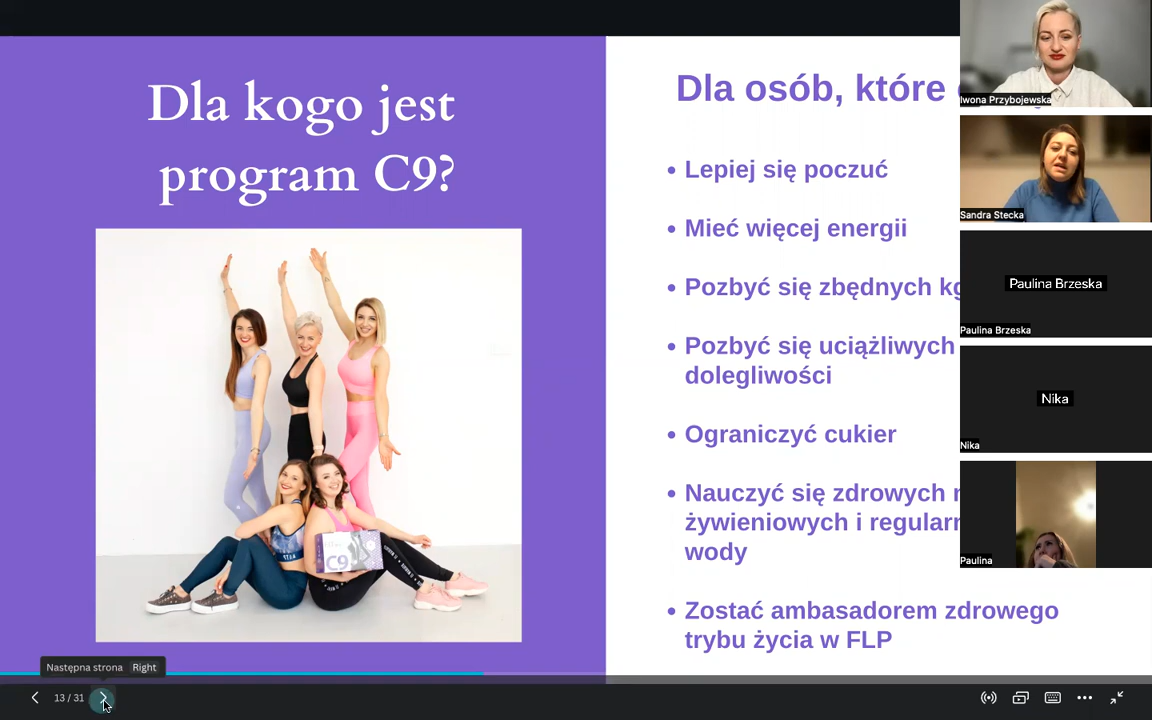 Dla kogo jest
program C9?
C9
Dla osób, które
• Lepiej się poczuć
• Mieć więcej energii
• Pozbyć się zbędnych kg
• Pozbyć się uciążliwych
dolegliwości
• Ograniczyć cukier
• Nauczyć się zdrowych
żywieniowych i
wody
• Zostać ambasadorem zdrowego
trybu życia w FLP
Iwona Przybojewska
Sandra Stecka
Paulina Brzeska
Paulina Brzeska
Nika
Nika
Paulina
Następna strona Right
13 / 31